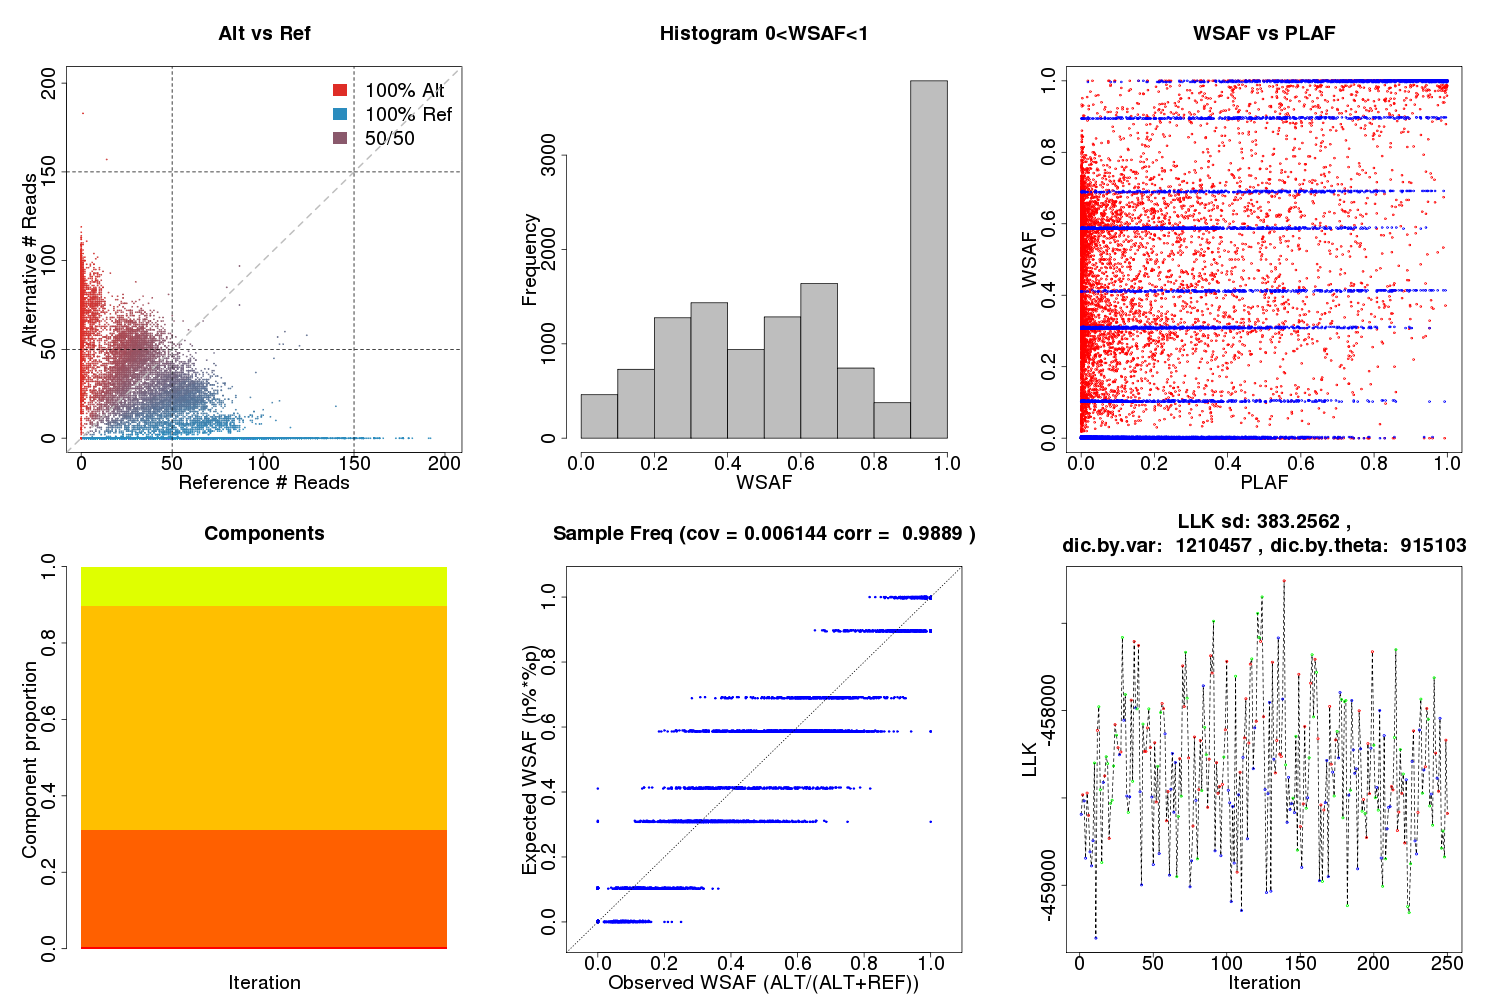 Alt vs Ref
100% Alt
100% Ref
50/50
Alternative # Reads
0 50 100 150 200
0 50 100 150 200
Reference # Reads
Histogram 0<WSAF<1
Frequency
0 1000 2000 3000
0.0 0.2 0.4 0.6 0.8 1.0
WSAF
WSAF vs PLAF
WSAF
0.0 0.2 0.4 0.6 0.8 1.0
0.0 0.2 0.4 0.6 0.8 1.0
PLAF
Components
Component proportion
0.0 0.2 0.4 0.6 0.8 1.0
Iteration
Sample Freq (cov = 0.006144 corr = 0.9889 )
Expected WSAF (h%*%p)
0.0 0.2 0.4 0.6 0.8 1.0
0.0 0.2 0.4 0.6 0.8 1.0
Observed WSAF (ALT/(ALT+REF))
LLK sd: 383.2562 ,
dic.by.var: 1210457 , dic.by.theta: 915103
LLK
-459000 -458000
0 50 100 150 200 250
Iteration